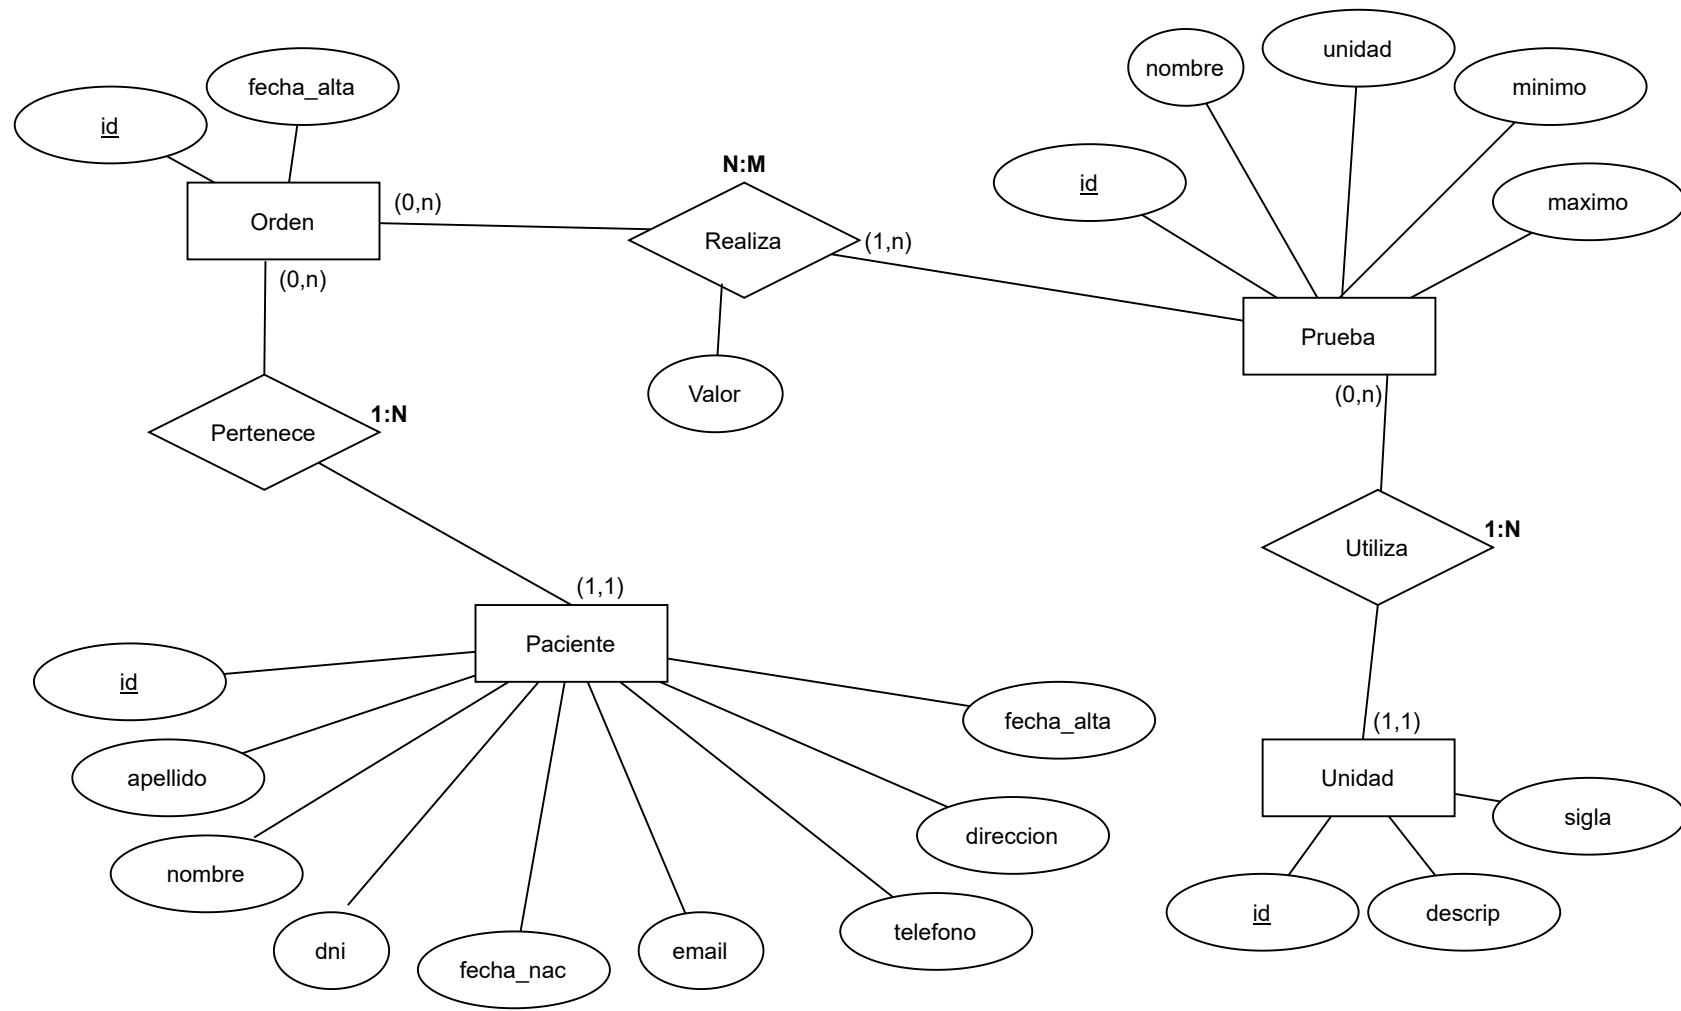 unidad
nombre
fecha_alta
minimo
id
N:M
id
maximo
(0,n)
Orden
Realiza
(1,n)
(0,n)
Prueba
Valor
(0,n)
1:N
Pertenece
1:N
Utiliza
(1,1)
Paciente
id
fecha_alta
(1,1)
apellido
Unidad
sigla
direccion
nombre
id
descrip
telefono
dni
email
fecha_nac